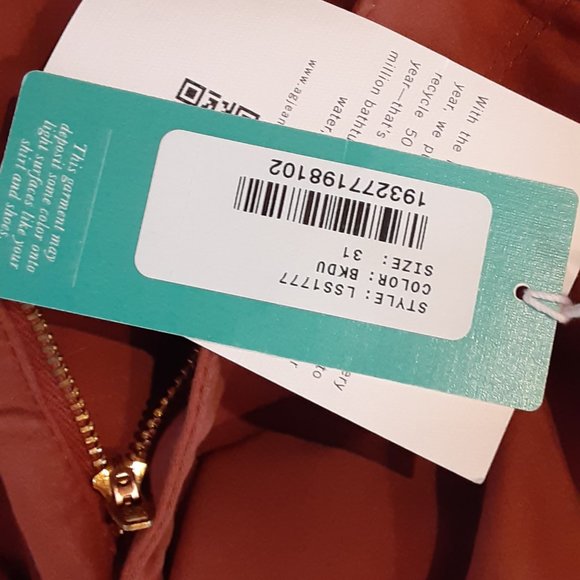 STYLE: LSS1777
COLOR: BKDU
SIZE: 31
193277198102
This garment may
deposit some color onto
light surfaces like your
shirt and shoes.
With the
year, we
recycle 50
year—that's
million
water,
www.agjean
to